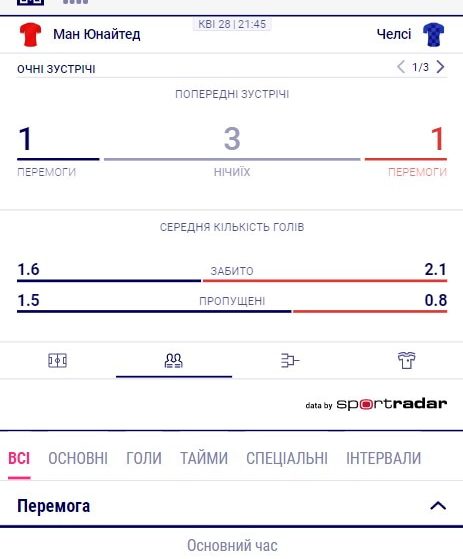 КВІ 28 | 21:45
Ман Юнайтед
Челсі
ОЧНІ ЗУСТРІЧІ
1/3
ПОПЕРЕДНІ ЗУСТРІЧІ
1 3 1
ПЕРЕМОГИ НІЧИЇХ ПЕРЕМОГИ
СЕРЕДНЯ КІЛЬКІСТЬ ГОЛІВ
1.6 ЗАБИТО 2.1
1.5 ПРОПУЩЕНІ 0.8
data by sportradar
ВСІ ОСНОВНІ ГОЛИ ТАЙМИ СПЕЦІАЛЬНІ ІНТЕРВАЛИ
Перемога
Основний час